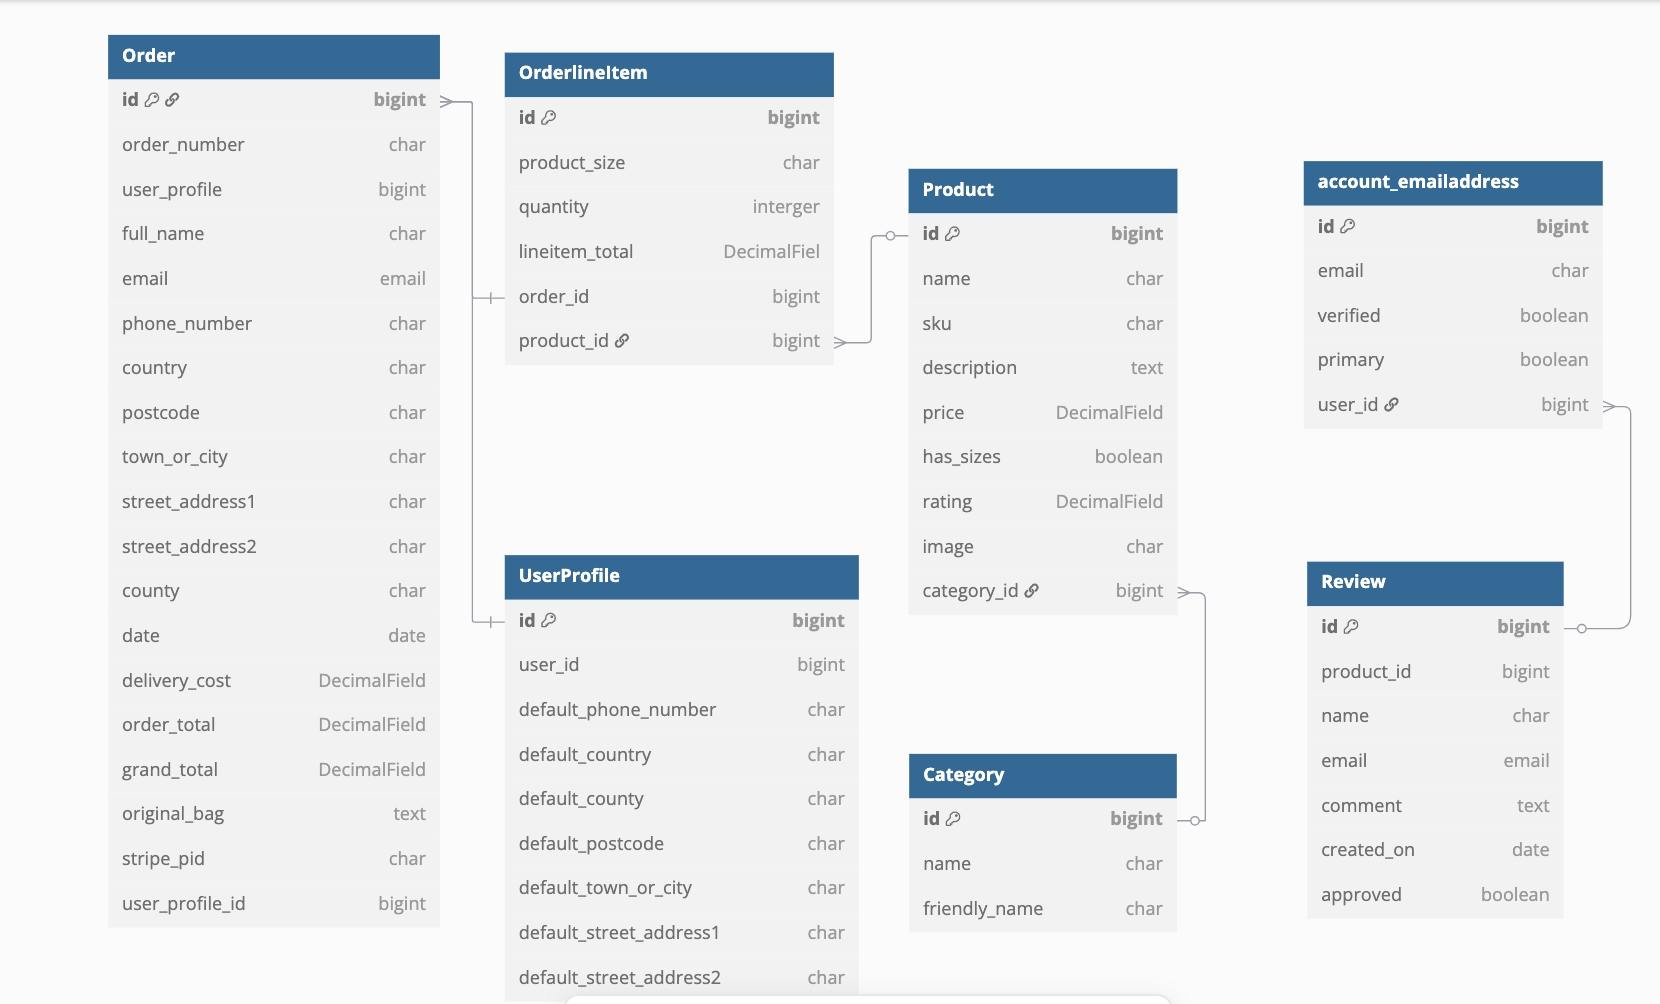 Order
id bigint
order_number char
user_profile bigint
full_name char
email email
phone_number char
country char
postcode char
town_or_city char
street_address1 char
street_address2 char
county char
date date
delivery_cost DecimalField
order_total DecimalField
grand_total DecimalField
original_bag text
stripe_pid char
user_profile_id bigint
OrderlineItem
id bigint
product_size char
quantity interger
lineitem_total DecimalFiel
order_id bigint
product_id bigint
UserProfile
id bigint
user_id bigint
default_phone_number char
default_country char
default_county char
default_postcode char
default_town_or_city char
default_street_address1 char
default_street_address2 char
Product
id bigint
name char
sku char
description text
price DecimalField
has_sizes boolean
rating DecimalField
image char
category_id bigint
Category
id bigint
name char
friendly_name char
account_emailaddress
id bigint
email char
verified boolean
primary boolean
user_id bigint
Review
id bigint
product_id bigint
name char
email email
comment text
created_on date
approved boolean